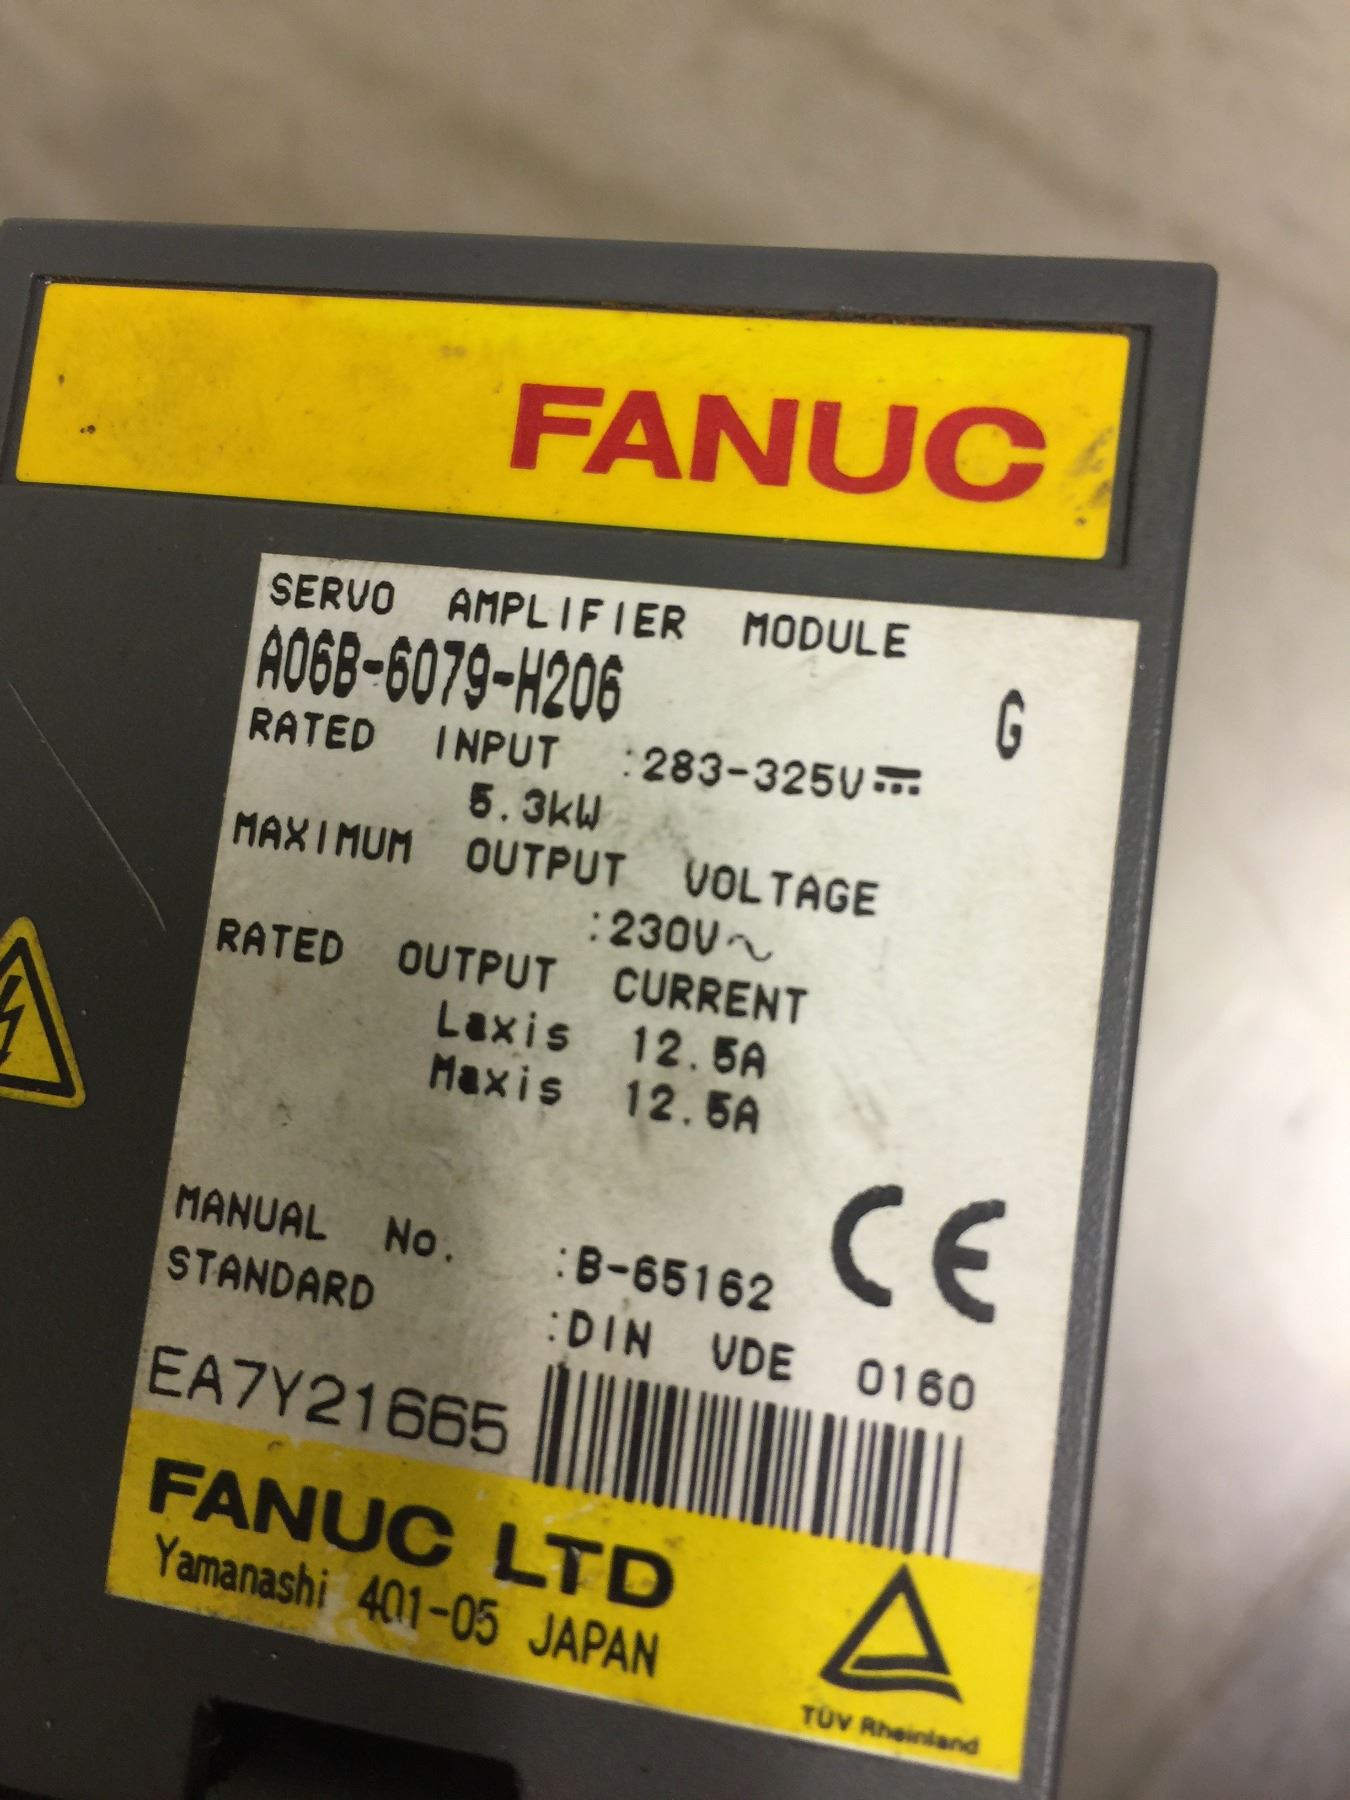 FANUC
SERVO AMPLIFIER MODULE
A06B-6079-H206 G
RATED INPUT :283-325V⎓
5.3kW
MAXIMUM OUTPUT VOLTAGE
:230V~
RATED OUTPUT CURRENT
Laxis 12.5A
Maxis 12.5A
MANUAL No. :B-65162
STANDARD :DIN VDE 0160
CE
EA7Y21665
FANUC LTD
Yamanashi 401-05 JAPAN
TÜV Rheinland